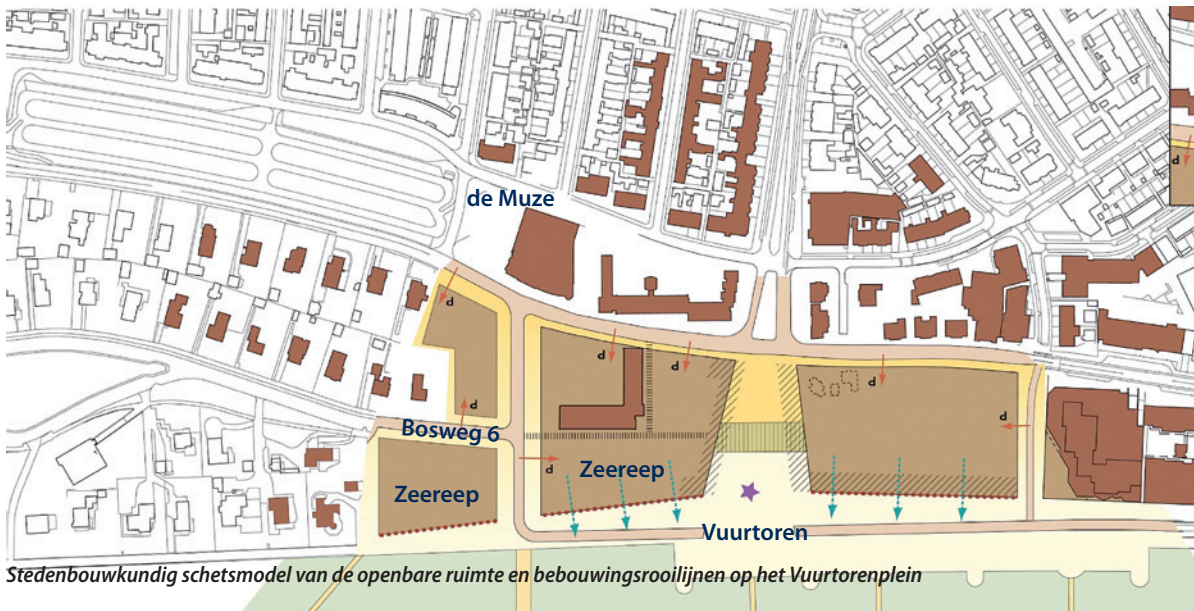 de Muze
d
d
d
d
d
d
Bosweg 6
d
d
Zeereep
Zeereep
Vuurtoren
Stedenbouwkundig schetsmodel van de openbare ruimte en bebouwingsrooilijnen op het Vuurtorenplein